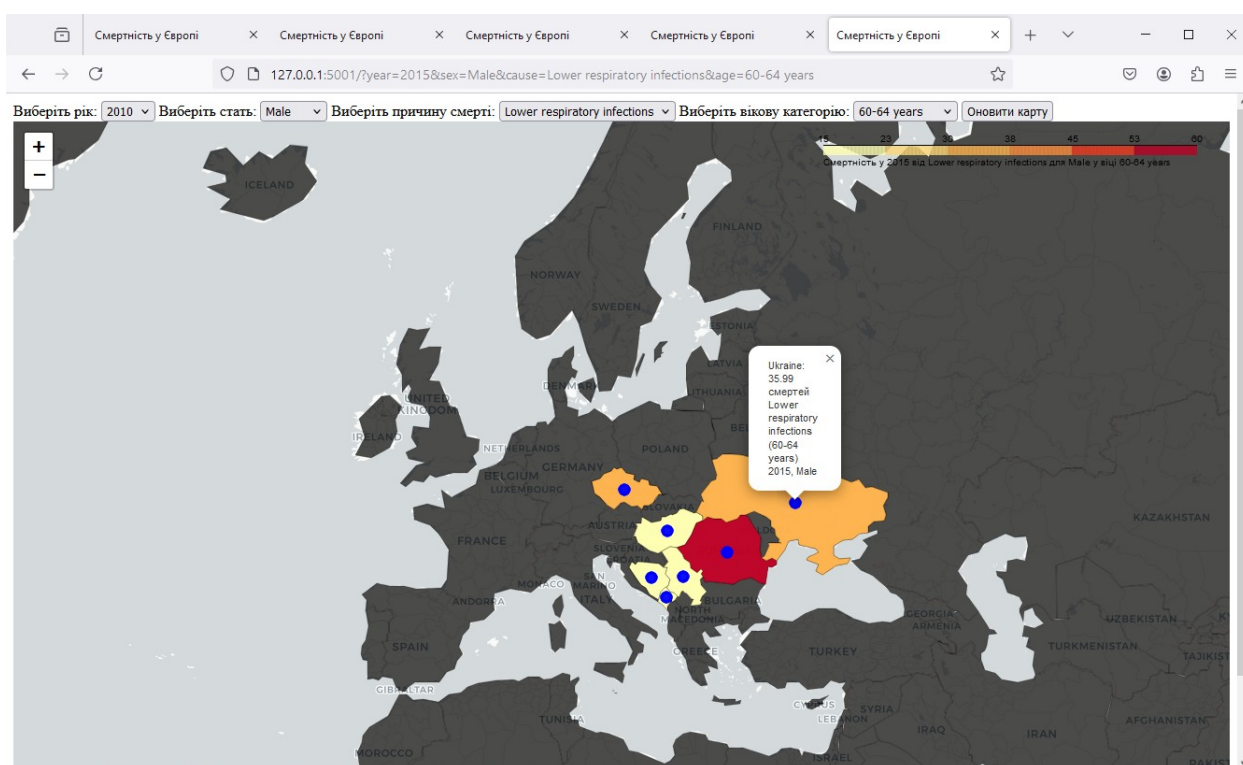 Смертність у Європі × Смертність у Європі × Смертність у Європі × Смертність у Європі × Смертність у Європі ×
127.0.0.1:5001/?year=2015&sex=Male&cause=Lower respiratory infections&age=60-64 years
Виберіть рік: 2010 Виберіть стать: Male Виберіть причину смерті: Lower respiratory infections Виберіть вікову категорію: 60-64 years Оновити карту
+
−
15 23 30 38 45 53 60
Смертність у 2015 від Lower respiratory infections для Male у віці 60-64 years
ICELAND
FINLAND
NORWAY
SWEDEN
ESTONIA
LATVIA
Ukraine:
35.99
смертей
Lower
respiratory
infections
(60-64
years)
2015, Male
DENMARK
UNITED
KINGDOM
IRELAND
NETHERLANDS
POLAND
GERMANY
BELGIUM
LUXEMBOURG
SLOVAKIA
KAZAKHSTAN
AUSTRIA
FRANCE
SLOVENIA
CROATIA
MONACO
SAN
MARINO
ITALY
ANDORRA
BULGARIA
NORTH
MACEDONIA
GEORGIA
ARMENIA
UZBEKISTAN
SPAIN
GREECE
TURKEY
TURKMENISTAN
TAJIKIST
GIBRALTAR
CYPRUS
SYRIA
LEBANON
TUNISIA
AFGHANISTAN
IRAQ
IRAN
MOROCCO
ISRAEL
PAKIS